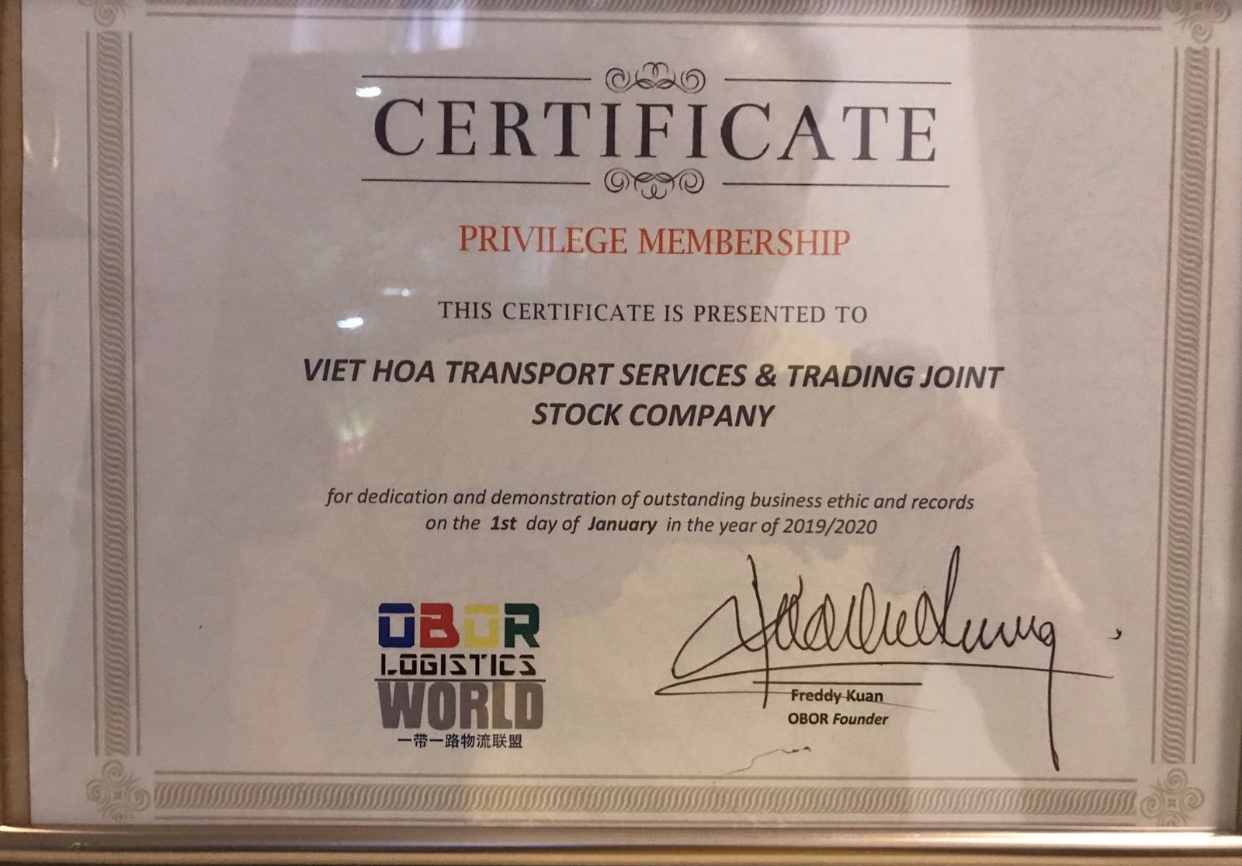 CERTIFICATE
PRIVILEGE MEMBERSHIP
THIS CERTIFICATE IS PRESENTED TO
VIET HOA TRANSPORT SERVICES & TRADING JOINT
STOCK COMPANY
for dedication and demonstration of outstanding business ethic and records
on the 1st day of January in the year of 2019/2020
OBOR
LOGISTICS
WORLD
一带一路物流联盟
Freddy Kuan
OBOR Founder